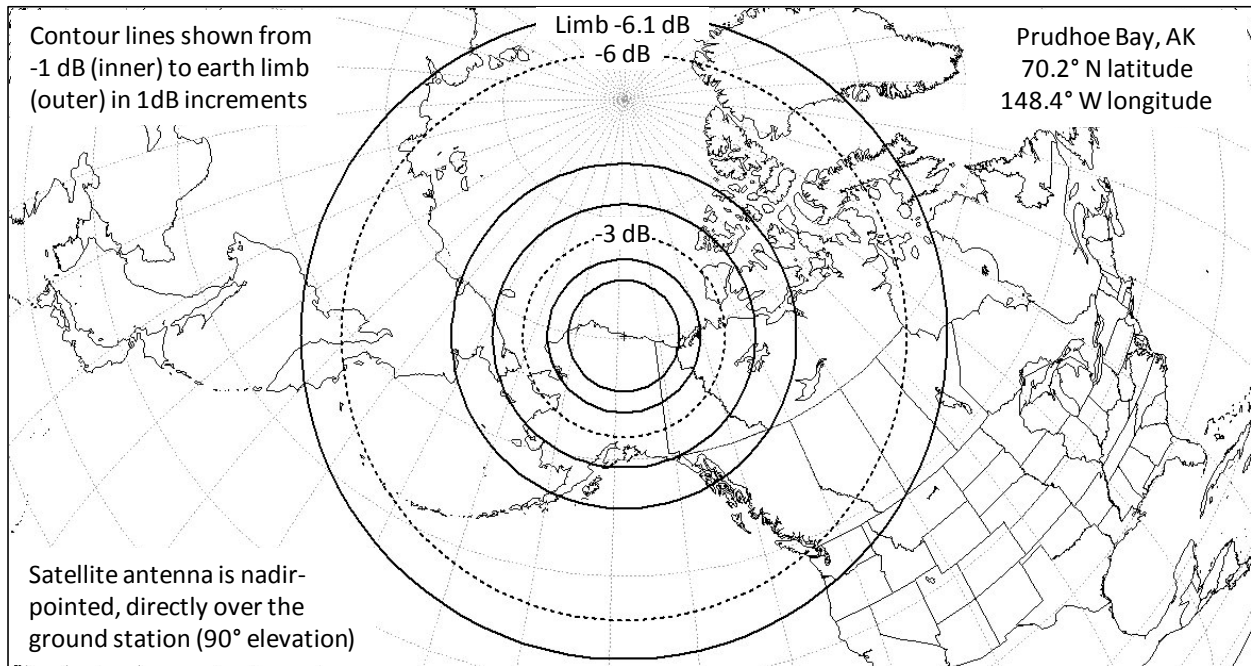 Contour lines shown from
-1 dB (inner) to earth limb
(outer) in 1dB increments
Limb -6.1 dB
-6 dB
Prudhoe Bay, AK
70.2° N latitude
148.4° W longitude
-3 dB
Satellite antenna is nadir-
pointed, directly over the
ground station (90° elevation)